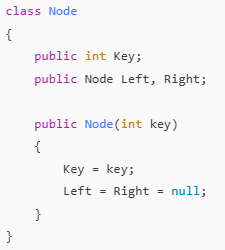 class Node
{
    public int Key;
    public Node Left, Right;

    public Node(int key)
    {
        Key = key;
        Left = Right = null;
    }
}